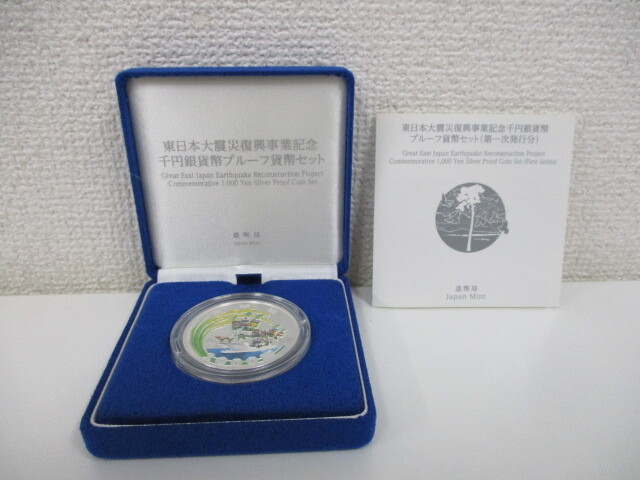 東日本大震災復興事業記念
千円銀貨幣プルーフ貨幣セット
Great East Japan Earthquake Reconstruction Project
Commemorative 1,000 Yen Silver Proof Coin Set
造幣局
Japan Mint
東日本大震災復興事業記念千円銀貨幣
プルーフ貨幣セット(第一次発行分)
Great East Japan Earthquake Reconstruction Project
Commemorative 1,000 Yen Silver Proof Coin Set (First Series)
造幣局
Japan Mint